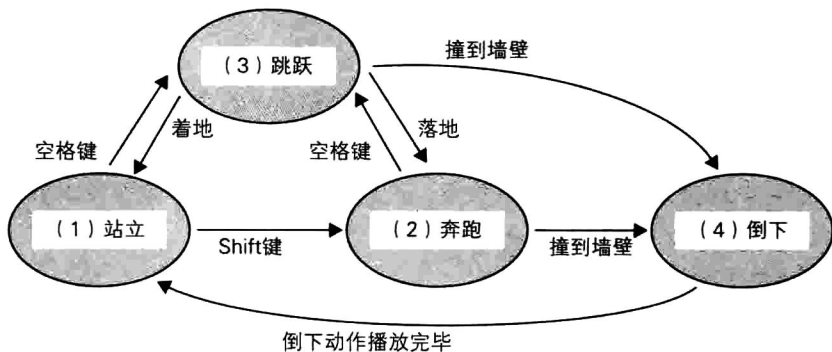 （3）跳跃
撞到墙壁
空格键
着地
空格键
落地
（1）站立
Shift键
（2）奔跑
撞到墙壁
（4）倒下
倒下动作播放完毕